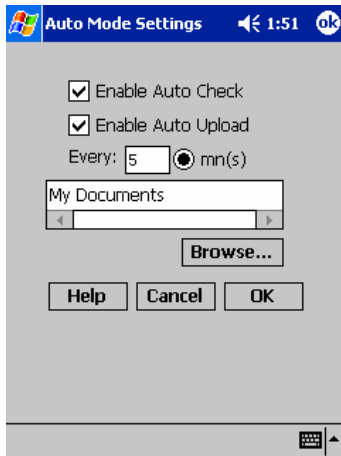 Auto Mode Settings 1:51 ok
Enable Auto Check
Enable Auto Upload
Every: 5 mn(s)
My Documents
Browse...
Help Cancel OK